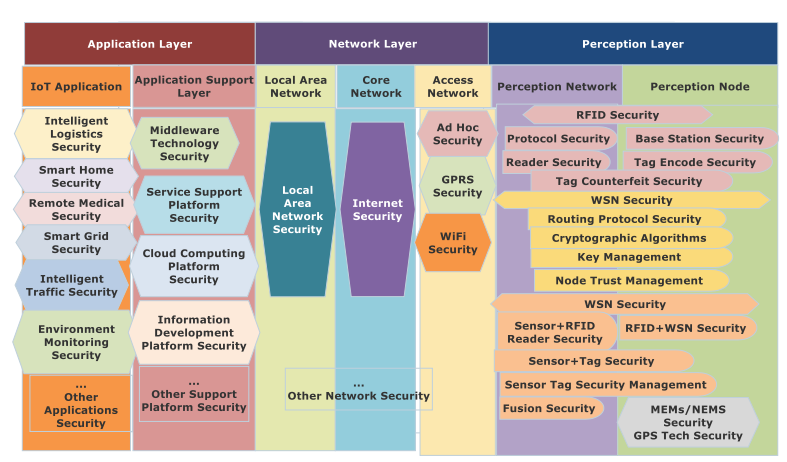 Application Layer
Network Layer
Perception Layer
IoT Application
Application Support
Layer
Local Area
Network
Core
Network
Access
Network
Perception Network
Perception Node
Intelligent
Logistics
Security
Smart Home
Security
Remote Medical
Security
Smart Grid
Security
Intelligent
Traffic Security
Environment
Monitoring
Security
...
Other
Applications
Security
Middleware
Technology
Security
Service Support
Platform
Security
Cloud Computing
Platform
Security
Information
Development
Platform Security
...
Other Support
Platform Security
Local
Area
Network
Security
Internet
Security
...
Other Network Security
Ad Hoc
Security
GPRS
Security
WiFi
Security
RFID Security
Protocol Security
Base Station Security
Reader Security
Tag Encode Security
Tag Counterfeit Security
WSN Security
Routing Protocol Security
Cryptographic Algorithms
Key Management
Node Trust Management
WSN Security
Sensor+RFID
Reader Security
RFID+WSN Security
Sensor+Tag Security
Sensor Tag Security Management
Fusion Security
MEMs/NEMS
Security
GPS Tech Security